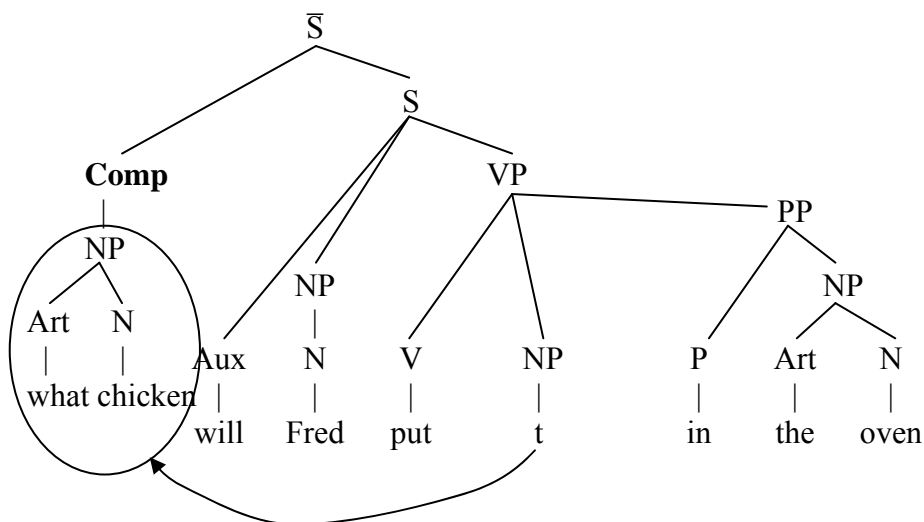 S̅
S
Comp VP
PP
NP
NP NP
Art N
Aux N V NP P Art N
what chicken
will Fred put t in the oven